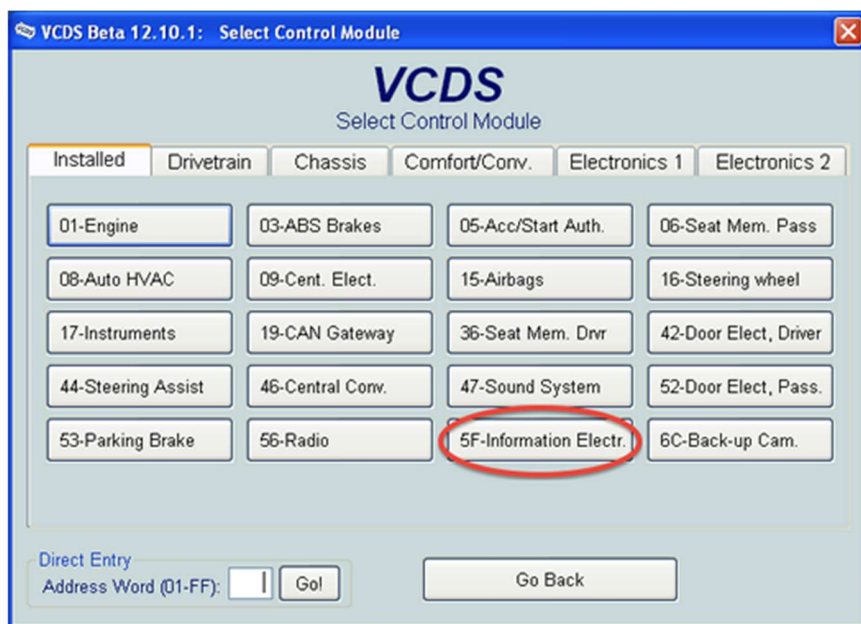 VCDS Beta 12.10.1: Select Control Module
VCDS
Select Control Module
Installed Drivetrain Chassis Comfort/Conv. Electronics 1 Electronics 2
01-Engine 03-ABS Brakes 05-Acc/Start Auth. 06-Seat Mem. Pass
08-Auto HVAC 09-Cent. Elect. 15-Airbags 16-Steering wheel
17-Instruments 19-CAN Gateway 36-Seat Mem. Drvr 42-Door Elect, Driver
44-Steering Assist 46-Central Conv. 47-Sound System 52-Door Elect, Pass.
53-Parking Brake 56-Radio 5F-Information Electr. 6C-Back-up Cam.
Direct Entry
Address Word (01-FF): Go! Go Back